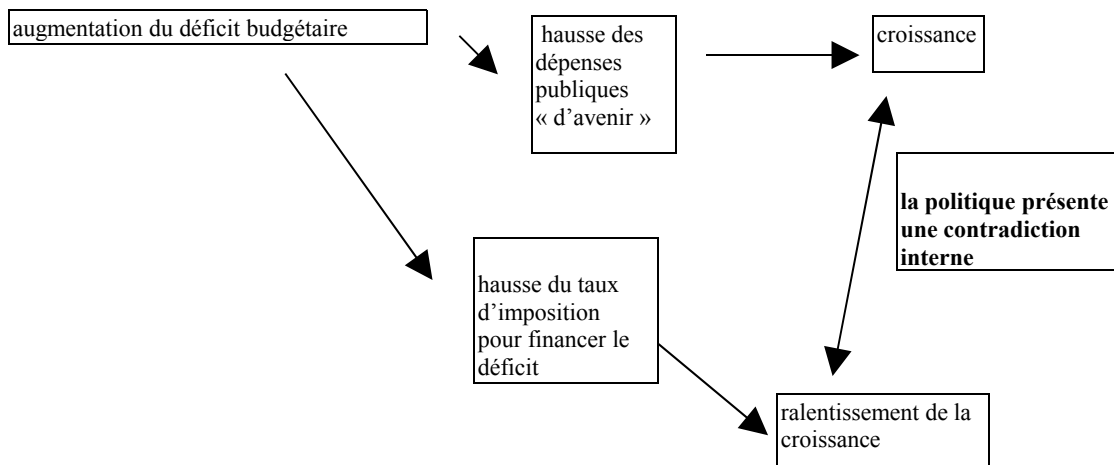 augmentation du déficit budgétaire
hausse des
dépenses
publiques
« d’avenir »
croissance
la politique présente
une contradiction
interne
hausse du taux
d’imposition
pour financer le
déficit
ralentissement de la
croissance